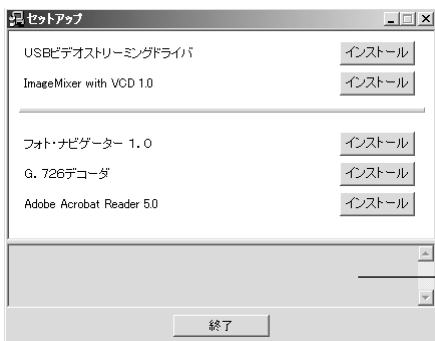 セットアップ
USBビデオストリーミングドライバ インストール
ImageMixer with VCD 1.0 インストール
フォト・ナビゲーター 1.0 インストール
G. 726デコーダ インストール
Adobe Acrobat Reader 5.0 インストール
終了